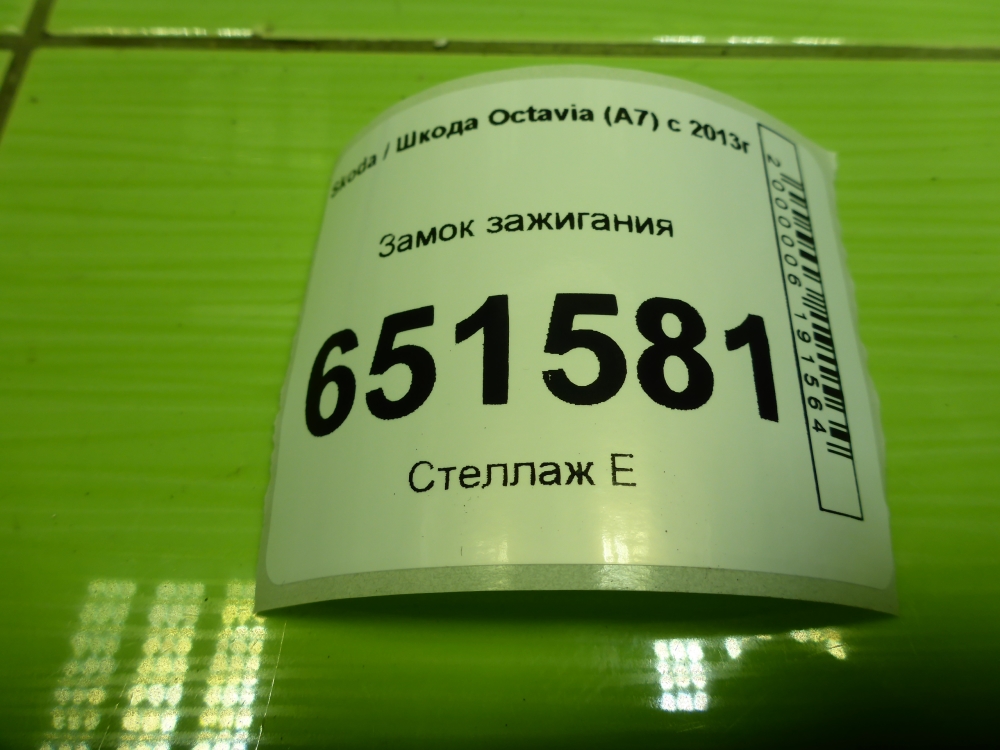 Skoda / Шкода Octavia (A7) с 2013г
Замок зажигания
651581
Стеллаж Е
2000006191564